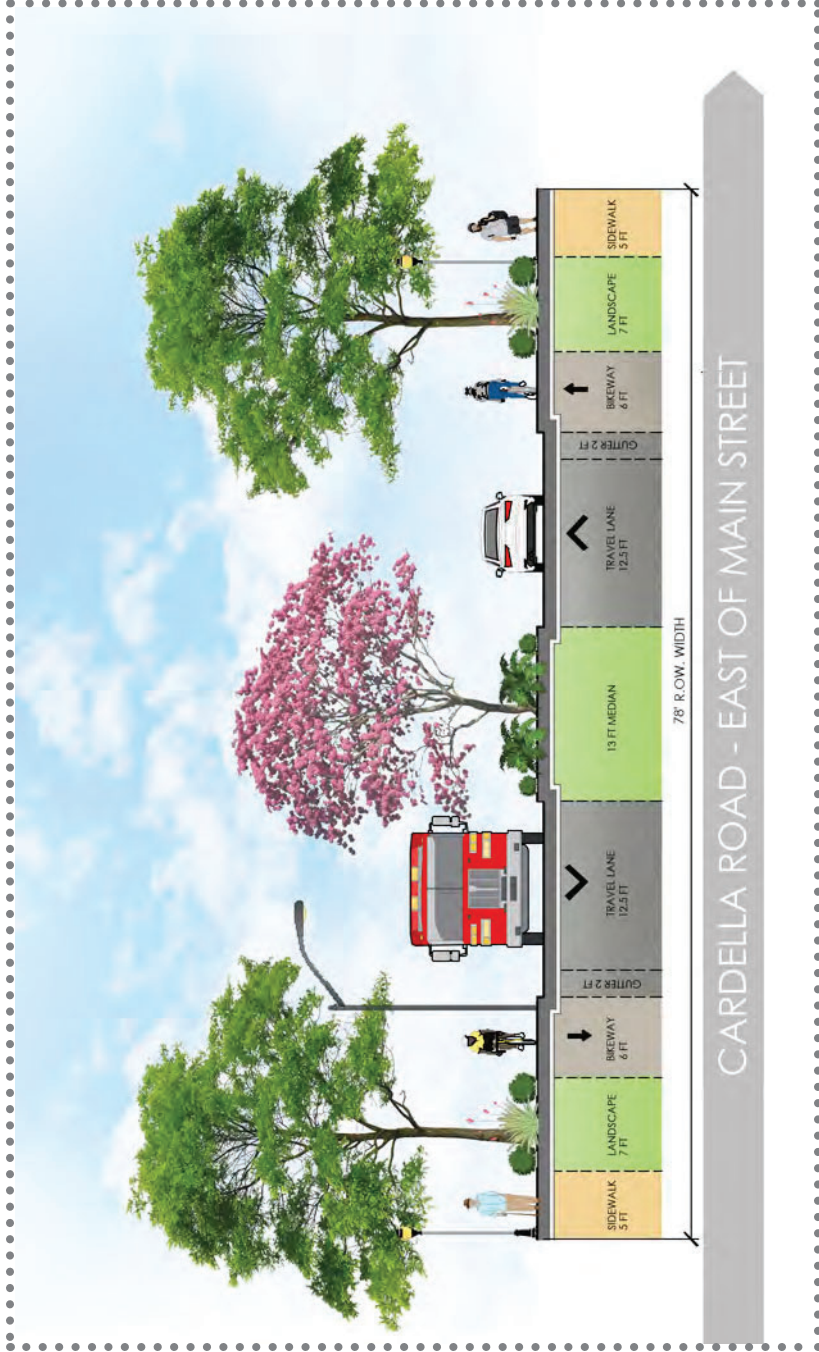 SIDEWALK
5 FT
LANDSCAPE
7 FT
BIKEWAY
6 FT
GUTTER 2 FT
TRAVEL LANE
12.5 FT
13 FT MEDIAN
TRAVEL LANE
12.5 FT
GUTTER 2 FT
BIKEWAY
6 FT
LANDSCAPE
7 FT
SIDEWALK
5 FT
78' R.OW. WIDTH
CARDELLA ROAD - EAST OF MAIN STREET